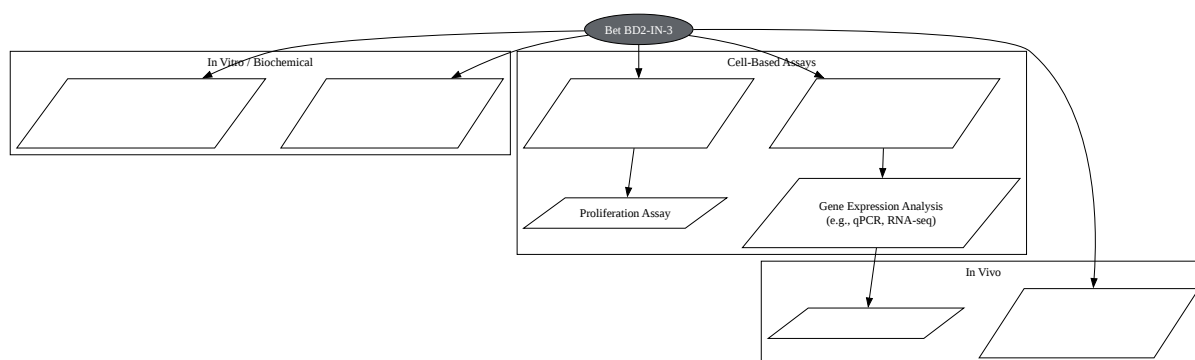 Bet BD2-IN-3
In Vitro / Biochemical
Cell-Based Assays
Proliferation Assay
Gene Expression Analysis
(e.g., qPCR, RNA-seq)
In Vivo